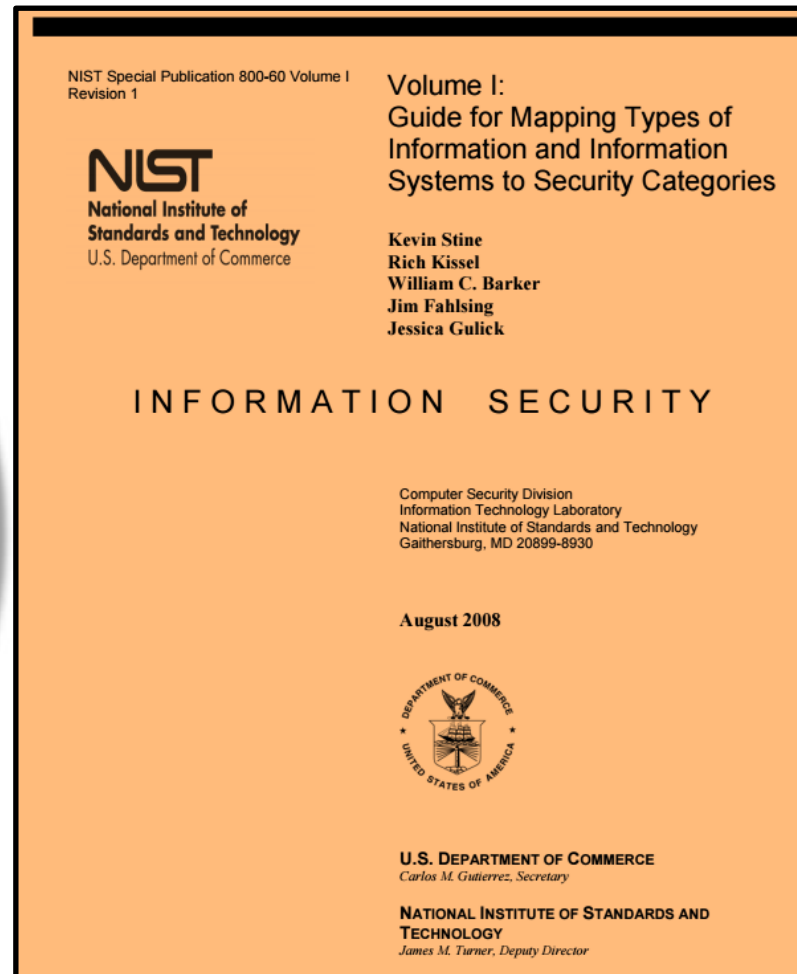 NIST Special Publication 800-60 Volume I
Revision 1
NIST
National Institute of
Standards and Technology
U.S. Department of Commerce
Volume I:
Guide for Mapping Types of
Information and Information
Systems to Security Categories
Kevin Stine
Rich Kissel
William C. Barker
Jim Fahlsing
Jessica Gulick
INFORMATION SECURITY
Computer Security Division
Information Technology Laboratory
National Institute of Standards and Technology
Gaithersburg, MD 20899-8930
August 2008
DEPARTMENT OF COMMERCE
UNITED STATES OF AMERICA
U.S. DEPARTMENT OF COMMERCE
Carlos M. Gutierrez, Secretary
NATIONAL INSTITUTE OF STANDARDS AND
TECHNOLOGY
James M. Turner, Deputy Director